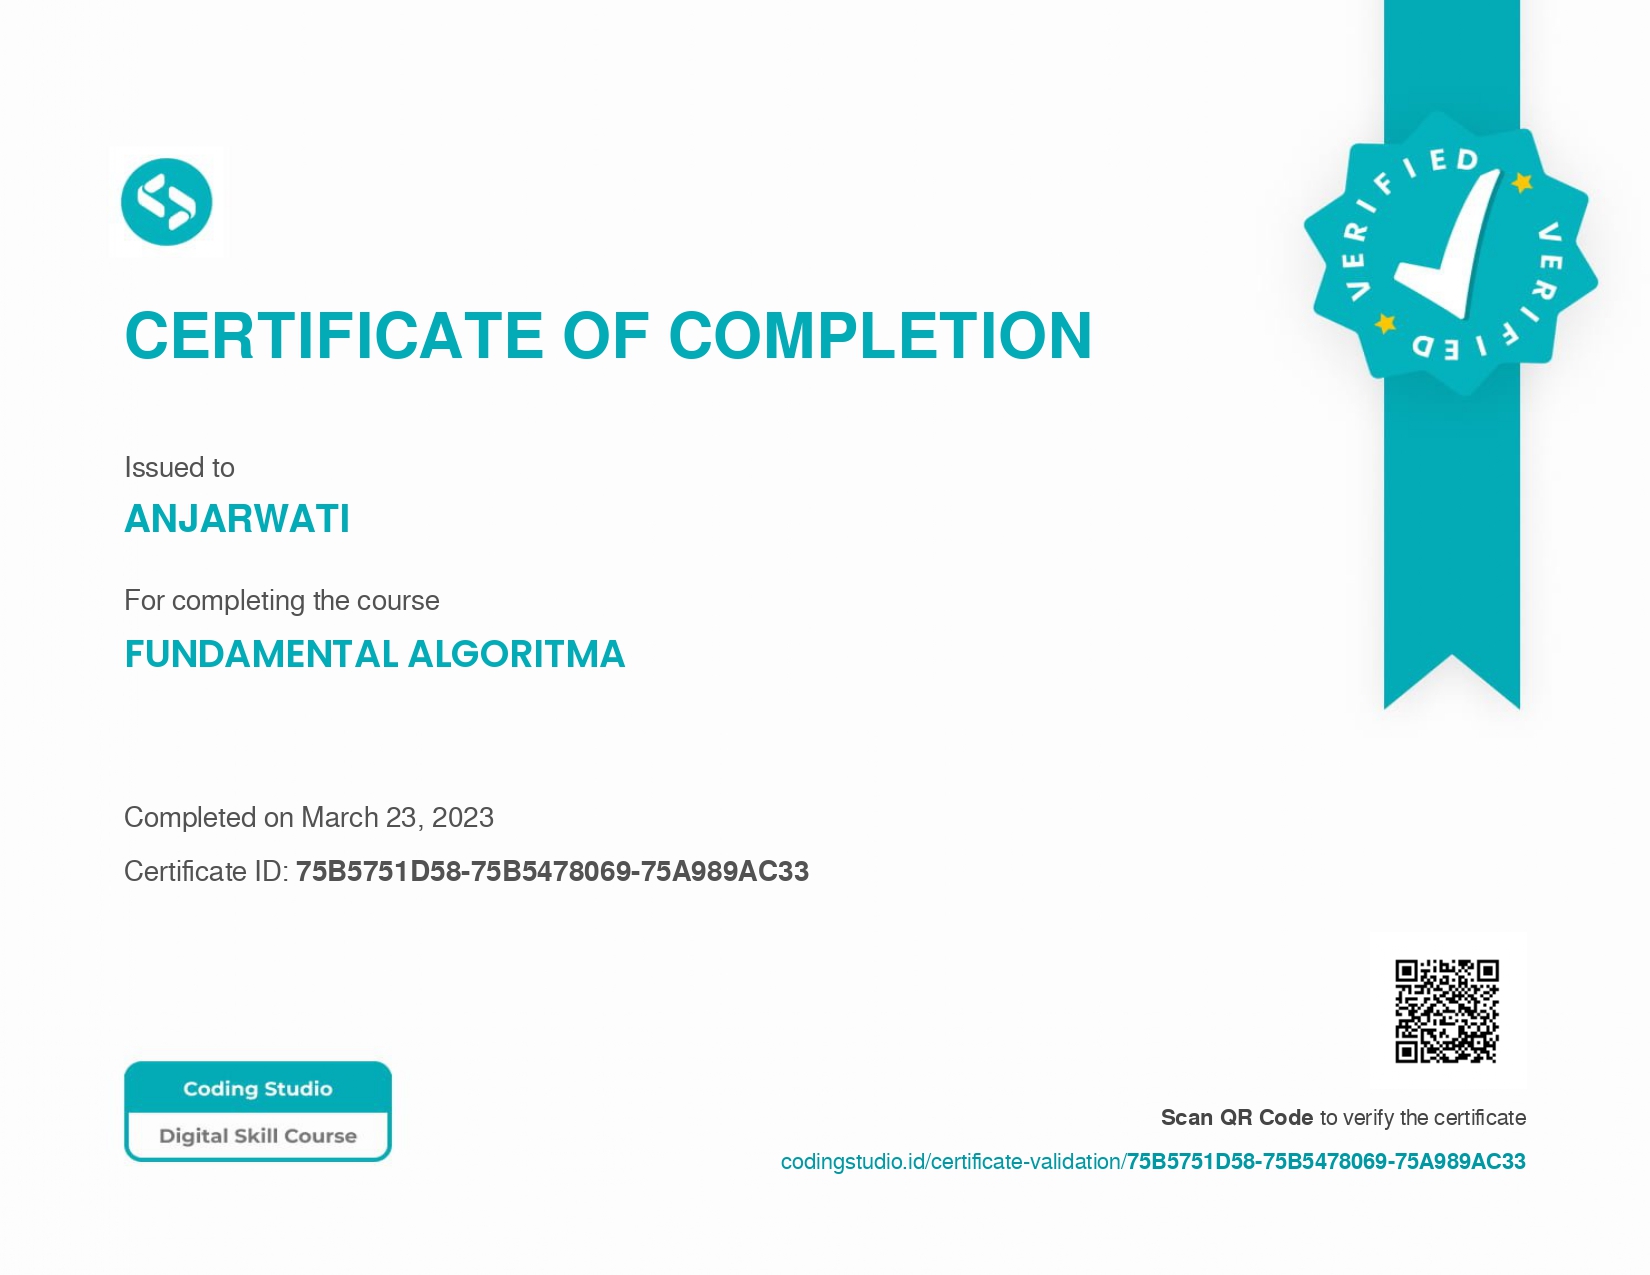 VERIFIED
VERIFIED
CERTIFICATE OF COMPLETION
Issued to
ANJARWATI
For completing the course
FUNDAMENTAL ALGORITMA
Completed on March 23, 2023
Certificate ID: 75B5751D58-75B5478069-75A989AC33
Coding Studio
Digital Skill Course
Scan QR Code to verify the certificate
codingstudio.id/certificate-validation/75B5751D58-75B5478069-75A989AC33